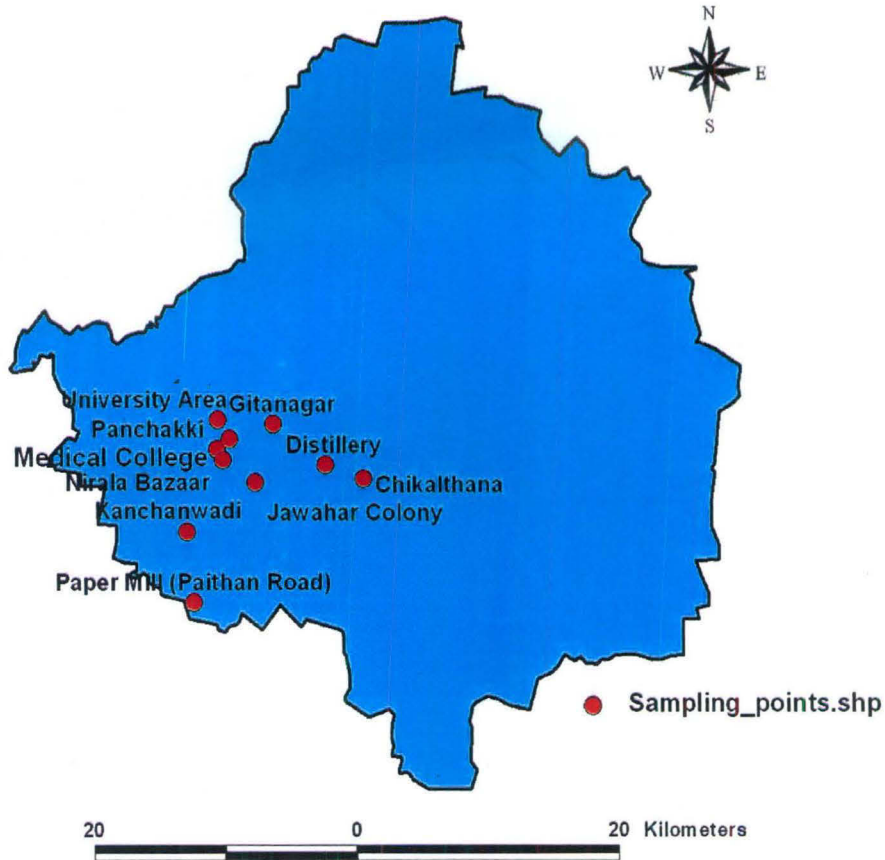 N
W E
S
University Area
Gitanagar
Panchakki
Distillery
Medical College
Nirala Bazaar
Chikalthana
Kanchanwadi
Jawahar Colony
Paper Mill (Paithan Road)
Sampling_points.shp
20 0 20 Kilometers